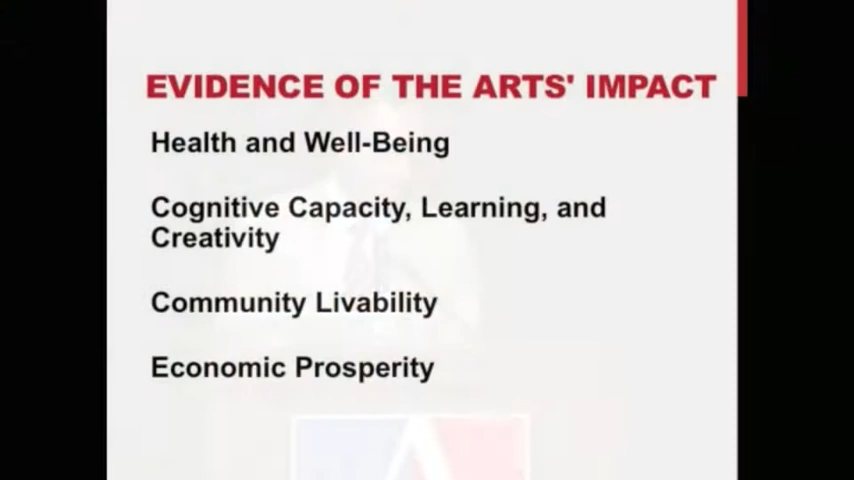 EVIDENCE OF THE ARTS' IMPACT
Health and Well-Being
Cognitive Capacity, Learning, and
Creativity
Community Livability
Economic Prosperity